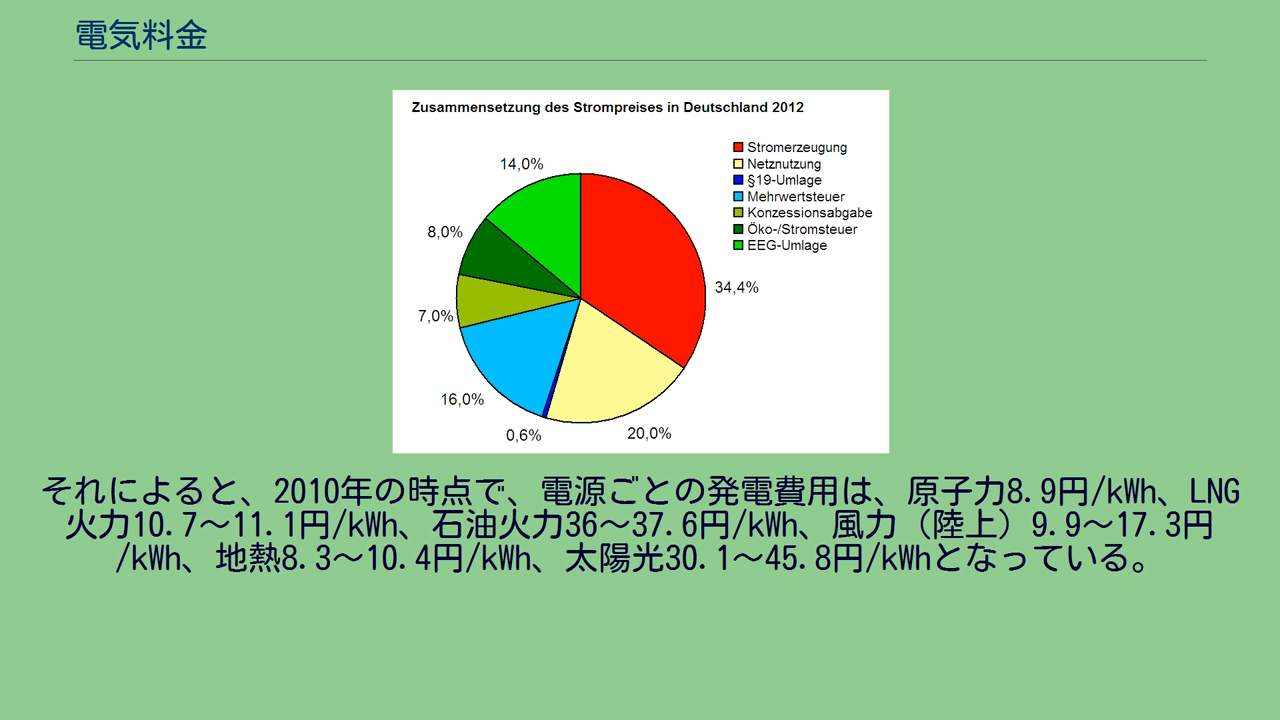 電気料金
Zusammensetzung des Strompreises in Deutschland 2012
Stromerzeugung
Netznutzung
§19-Umlage
Mehrwertsteuer
Konzessionsabgabe
Öko-/Stromsteuer
EEG-Umlage
14,0%
8,0%
34,4%
7,0%
16,0%
0,6%
20,0%
それによると、2010年の時点で、電源ごとの発電費用は、原子力8.9円/kWh、LNG
火力10.7～11.1円/kWh、石油火力36～37.6円/kWh、風力（陸上）9.9～17.3円
/kWh、地熱8.3～10.4円/kWh、太陽光30.1～45.8円/kWhとなっている。